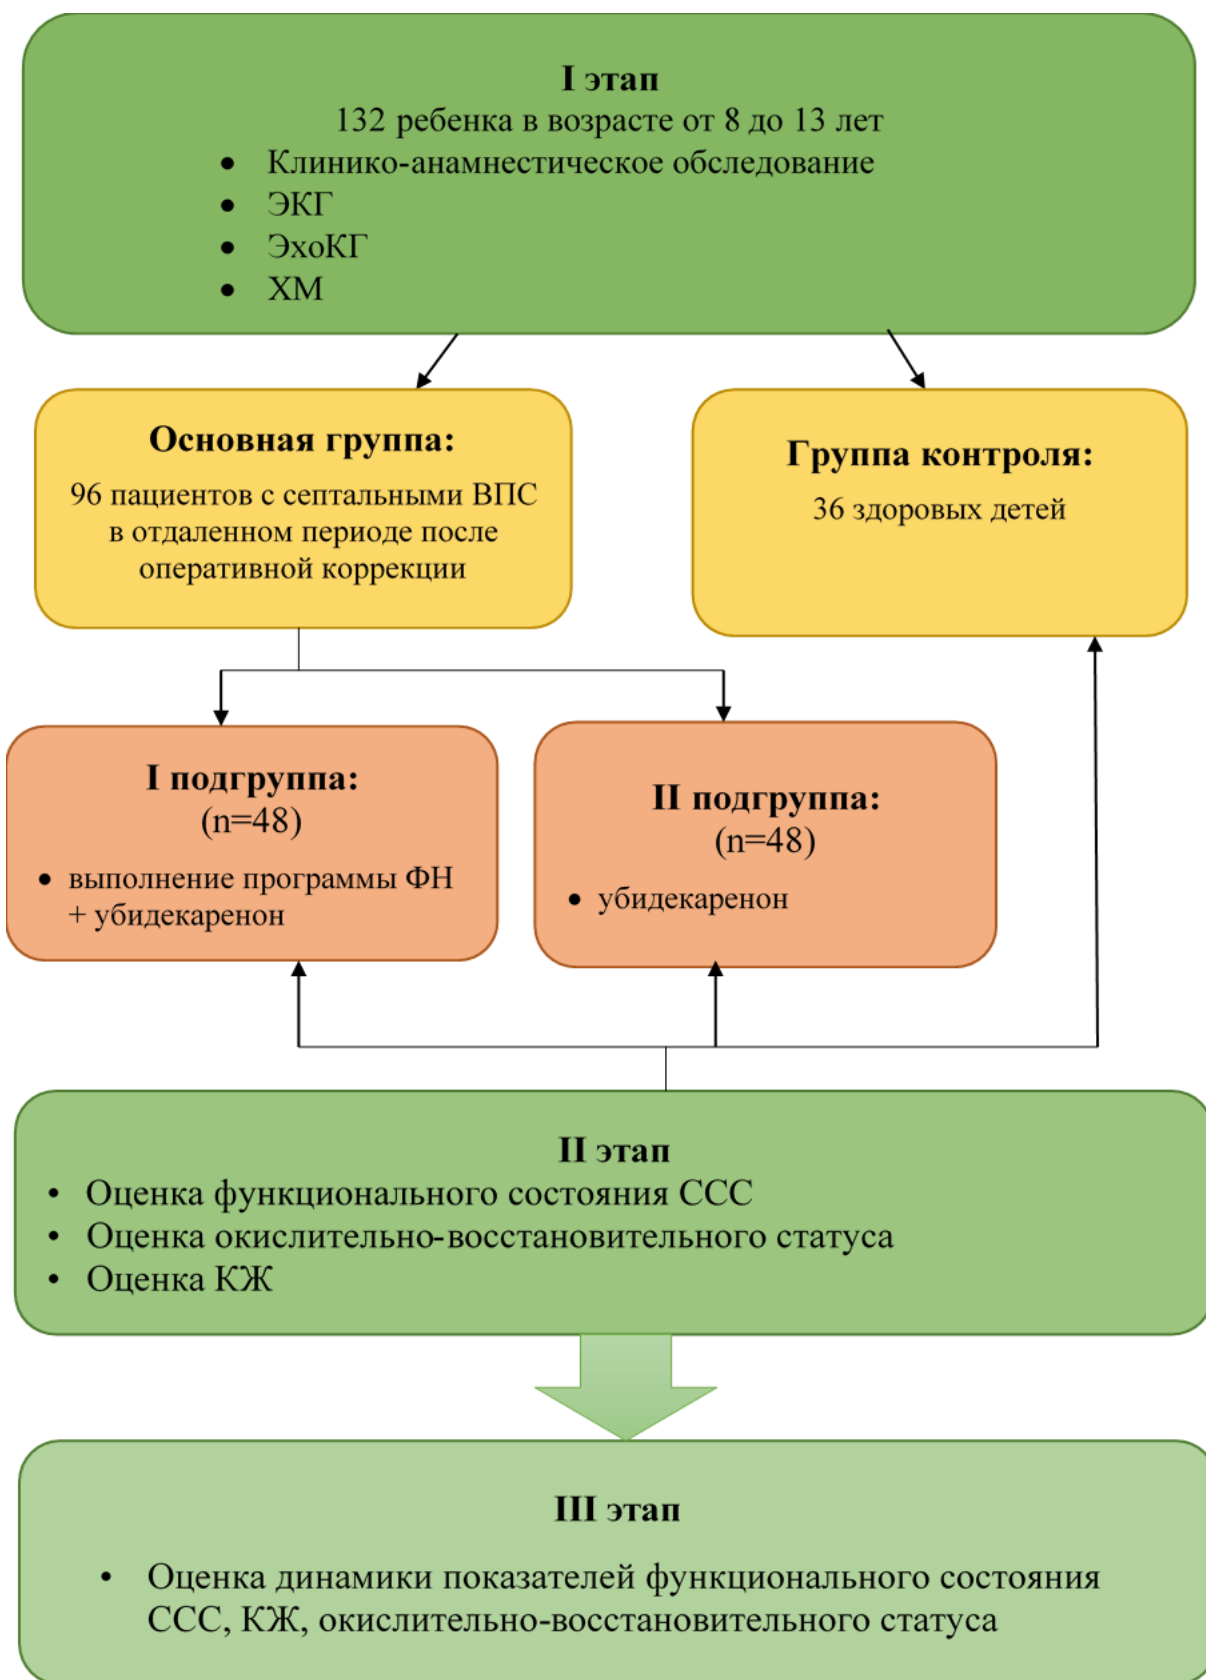 I этап
132 ребенка в возрасте от 8 до 13 лет
• Клинико-анамнестическое обследование
• ЭКГ
• ЭхоКГ
• ХМ
Основная группа:
96 пациентов с септальными ВПС
в отдаленном периоде после
оперативной коррекции
Группа контроля:
36 здоровых детей
I подгруппа:
(n=48)
• выполнение программы ФН
+ убидекаренон
II подгруппа:
(n=48)
• убидекаренон
II этап
• Оценка функционального состояния ССС
• Оценка окислительно-восстановительного статуса
• Оценка КЖ
III этап
• Оценка динамики показателей функционального состояния
ССС, КЖ, окислительно-восстановительного статуса